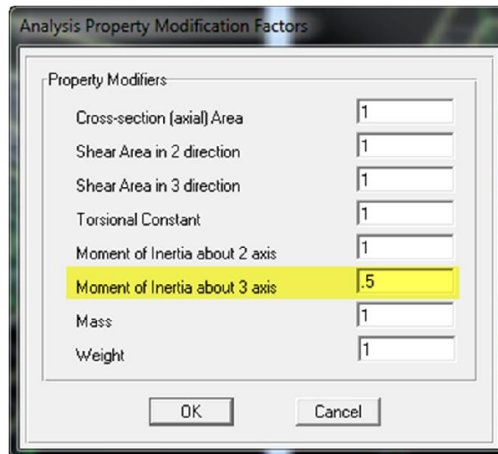 Analysis Property Modification Factors
Property Modifiers
Cross-section (axial) Area 1
Shear Area in 2 direction 1
Shear Area in 3 direction 1
Torsional Constant 1
Moment of Inertia about 2 axis 1
Moment of Inertia about 3 axis .5
Mass 1
Weight 1
OK Cancel